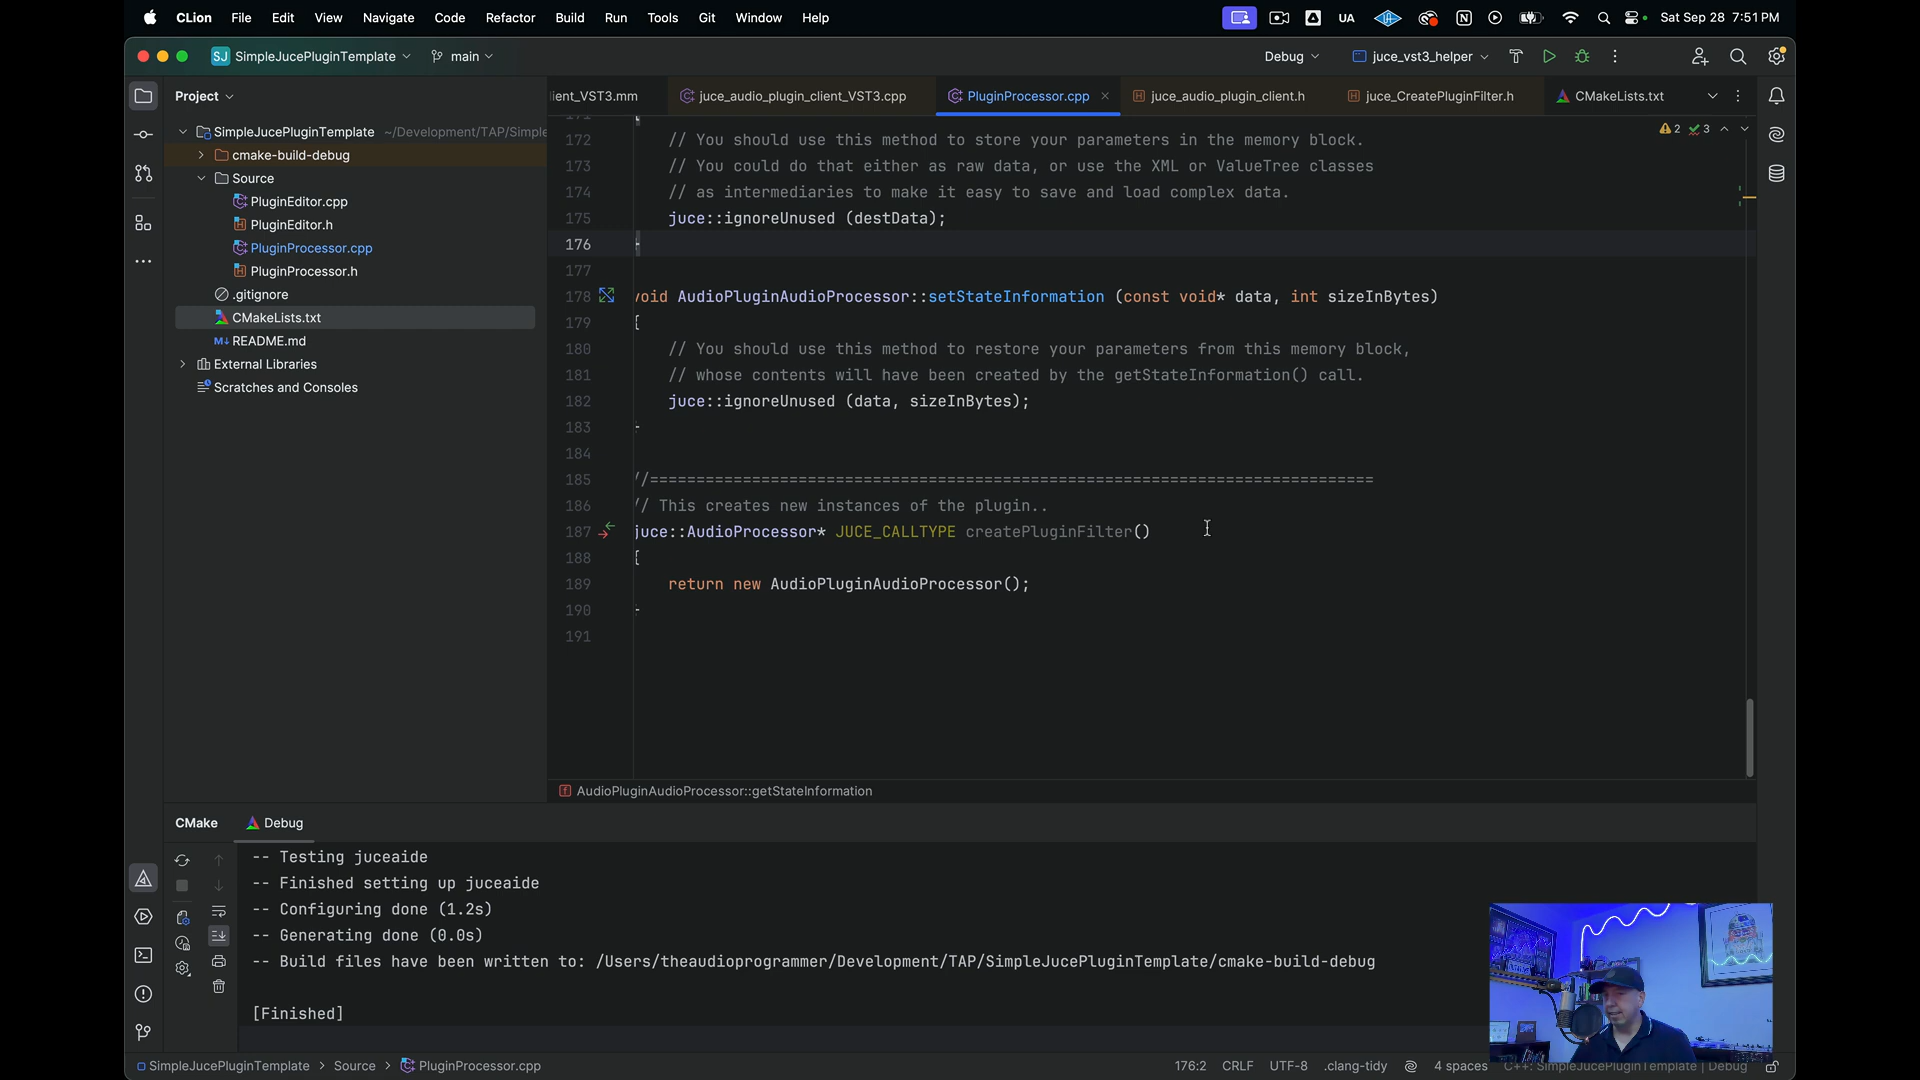 CLion File Edit View Navigate Code Refactor Build Run Tools Git Window Help UA Sat Sep 28 7:51 PM
SJ SimpleJucePluginTemplate main Debug juce_vst3_helper
Project
ient_VST3.mm juce_audio_plugin_client_VST3.cpp PluginProcessor.cpp juce_audio_plugin_client.h juce_CreatePluginFilter.h CMakeLists.txt
SimpleJucePluginTemplate ~/Development/TAP/Simple
cmake-build-debug
Source
PluginEditor.cpp
PluginEditor.h
PluginProcessor.cpp
PluginProcessor.h
.gitignore
CMakeLists.txt
README.md
External Libraries
Scratches and Consoles
2 3
172 // You should use this method to store your parameters in the memory block.
173 // You could do that either as raw data, or use the XML or ValueTree classes
174 // as intermediaries to make it easy to save and load complex data.
175 juce::ignoreUnused (destData);
176
177
178 void AudioPluginAudioProcessor::setStateInformation (const void* data, int sizeInBytes)
179 {
180 // You should use this method to restore your parameters from this memory block,
181 // whose contents will have been created by the getStateInformation() call.
182 juce::ignoreUnused (data, sizeInBytes);
183 }
184
185 //==============================================================================
186 // This creates new instances of the plugin..
187 juce::AudioProcessor* JUCE_CALLTYPE createPluginFilter()
188 {
189 return new AudioPluginAudioProcessor();
190 }
191
f AudioPluginAudioProcessor::getStateInformation
CMake Debug
-- Testing juceaide
-- Finished setting up juceaide
-- Configuring done (1.2s)
-- Generating done (0.0s)
-- Build files have been written to: /Users/theaudioprogrammer/Development/TAP/SimpleJucePluginTemplate/cmake-build-debug
[Finished]
SimpleJucePluginTemplate > Source > PluginProcessor.cpp 176:2 CRLF UTF-8 .clang-tidy 4 spaces C++: SimpleJucePluginTemplate | Debug